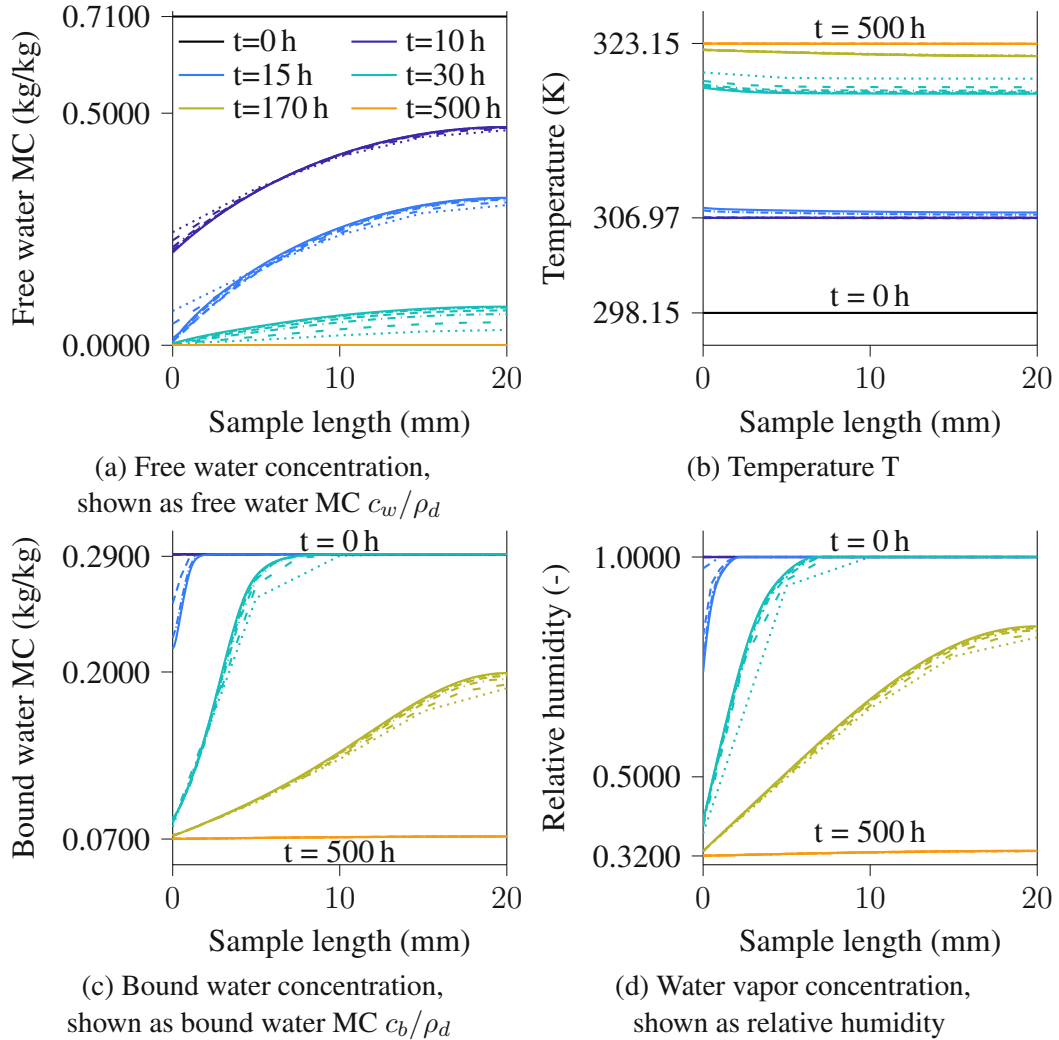 0.7100
0.5000
0.0000
Free water MC (kg/kg)
t=0 h
t=10 h
t=15 h
t=30 h
t=170 h
t=500 h
0
10
20
Sample length (mm)
(a) Free water concentration,
shown as free water MC c_w/ρ_d
323.15
306.97
298.15
Temperature (K)
t = 500 h
t = 0 h
0
10
20
Sample length (mm)
(b) Temperature T
0.2900
0.2000
0.0700
Bound water MC (kg/kg)
t = 0 h
t = 500 h
0
10
20
Sample length (mm)
(c) Bound water concentration,
shown as bound water MC c_b/ρ_d
1.0000
0.5000
0.3200
Relative humidity (-)
t = 0 h
t = 500 h
0
10
20
Sample length (mm)
(d) Water vapor concentration,
shown as relative humidity